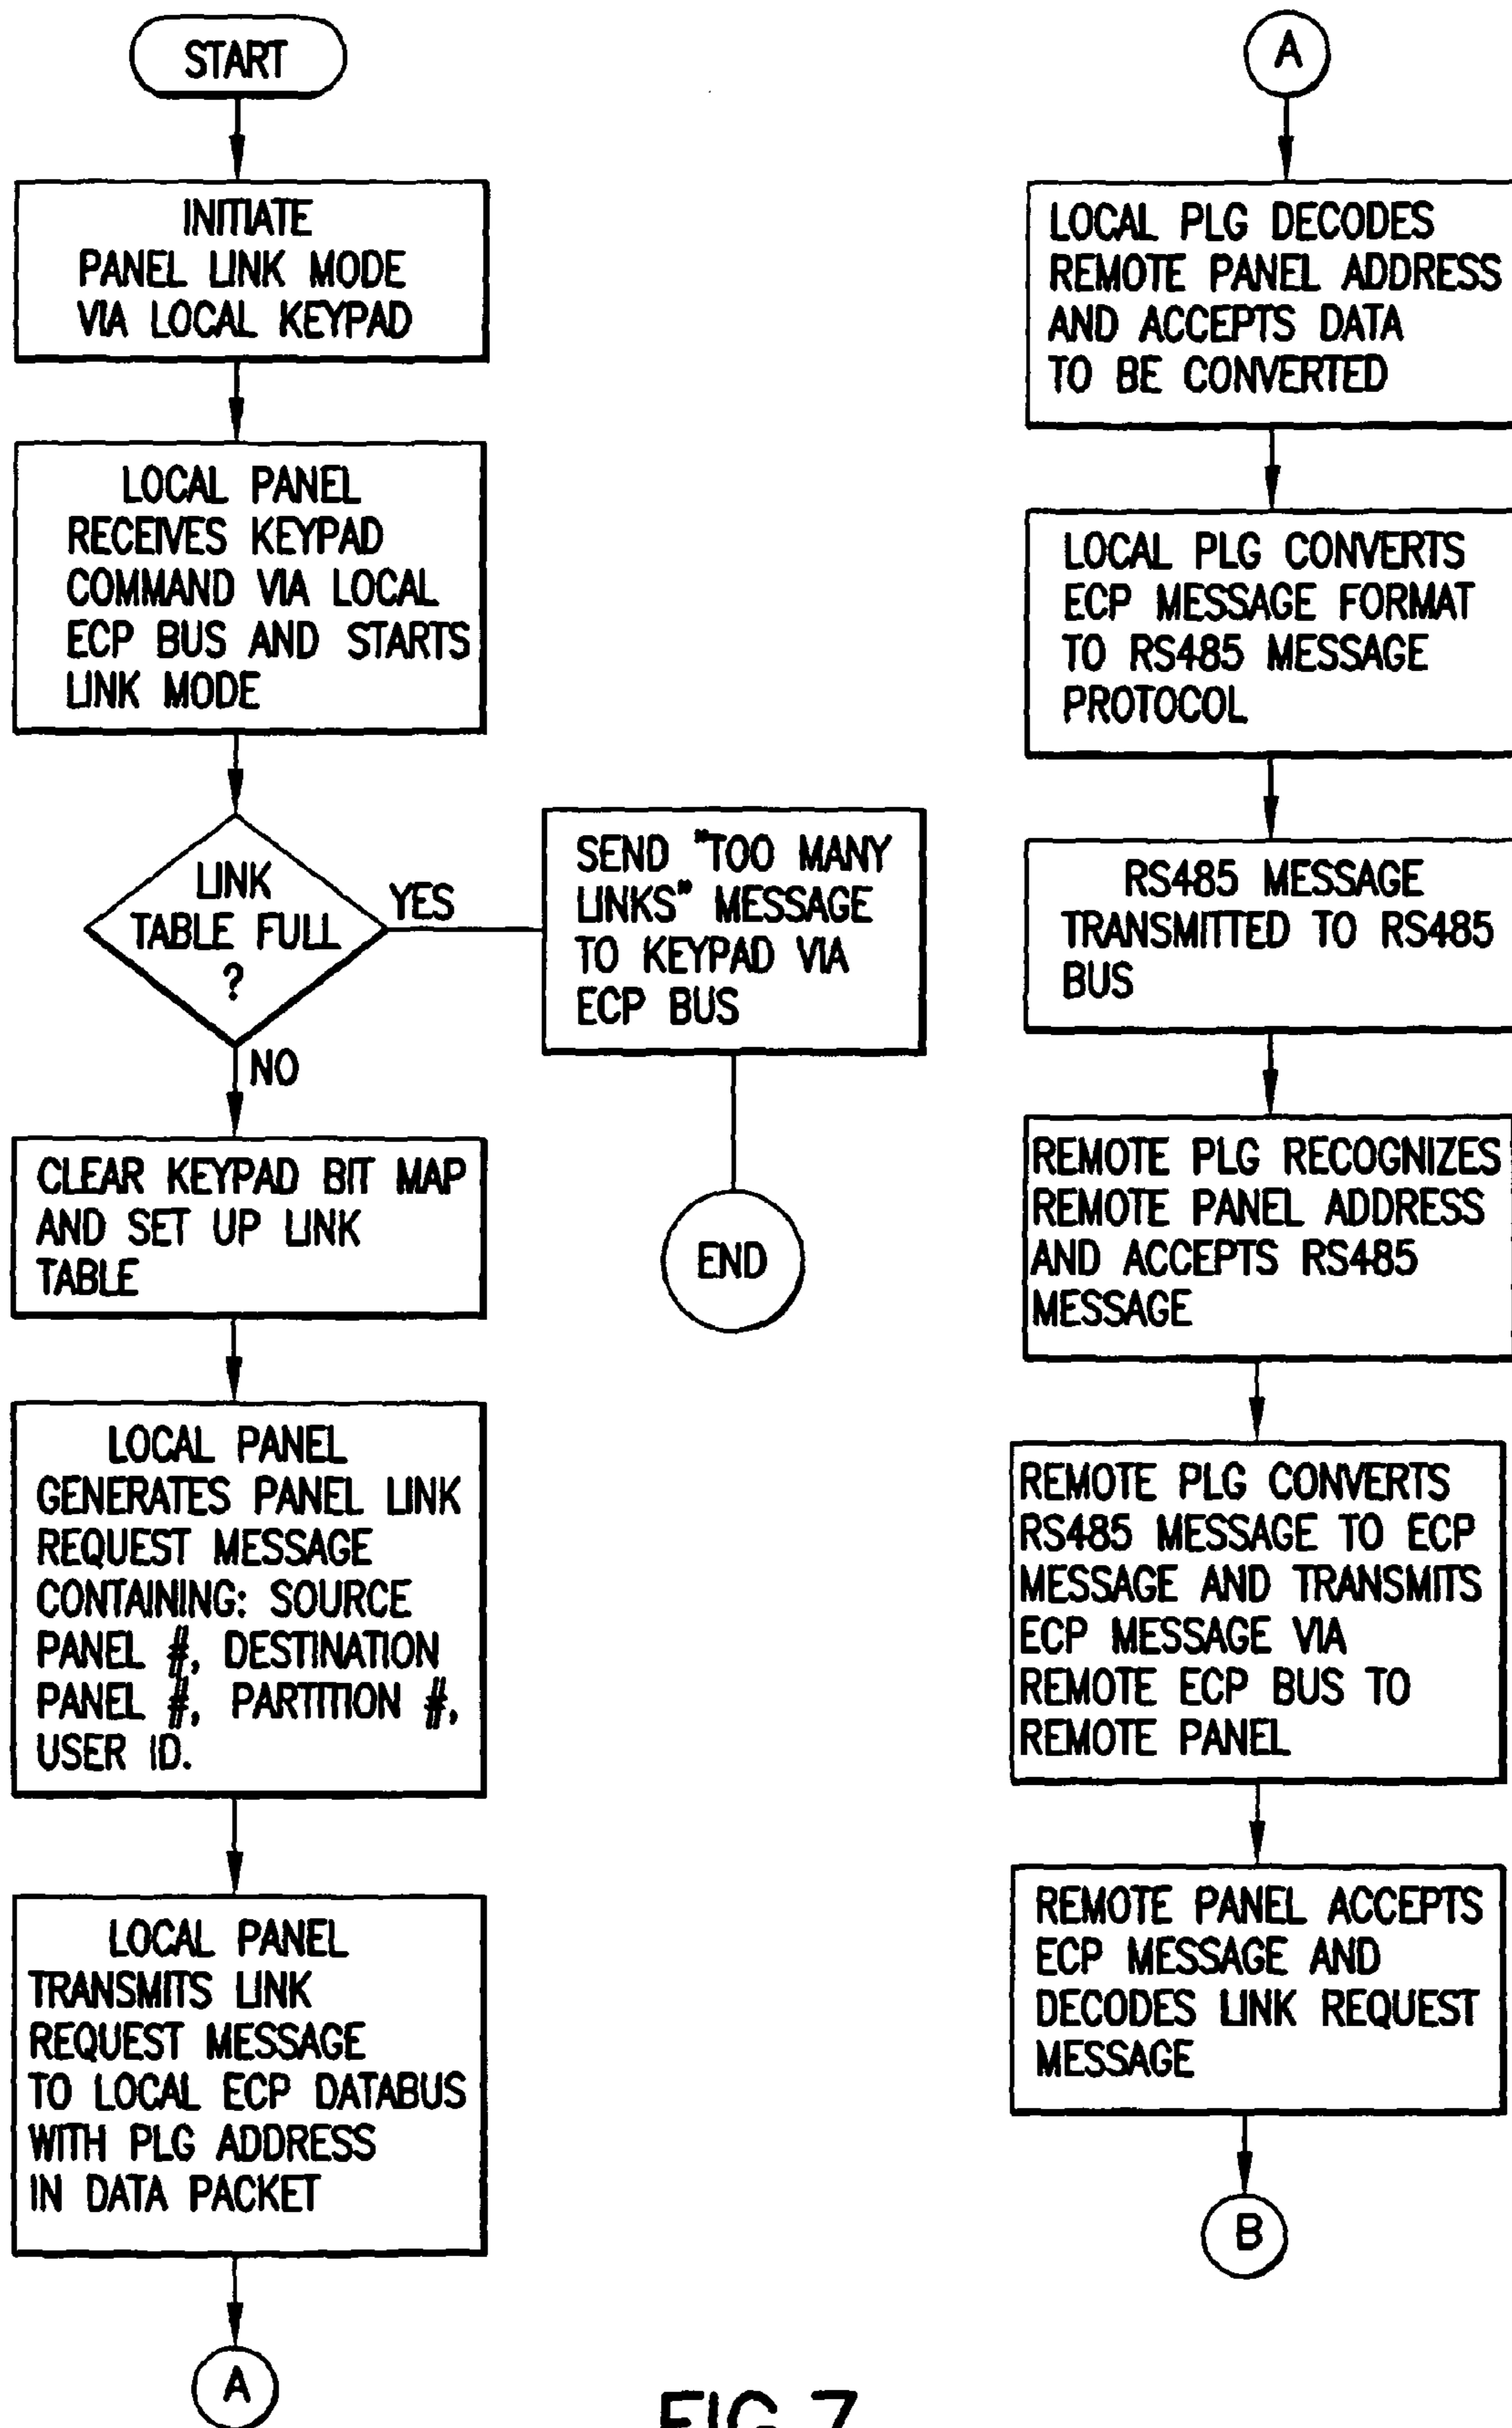 START
INITIATE
PANEL LINK MODE
VIA LOCAL KEYPAD
LOCAL PANEL
RECEIVES KEYPAD
COMMAND VIA LOCAL
ECP BUS AND STARTS
LINK MODE
LINK
TABLE FULL
?
YES
NO
SEND "TOO MANY
LINKS" MESSAGE
TO KEYPAD VIA
ECP BUS
END
CLEAR KEYPAD BIT MAP
AND SET UP LINK
TABLE
LOCAL PANEL
GENERATES PANEL LINK
REQUEST MESSAGE
CONTAINING: SOURCE
PANEL #, DESTINATION
PANEL #, PARTITION #,
USER ID.
LOCAL PANEL
TRANSMITS LINK
REQUEST MESSAGE
TO LOCAL ECP DATABUS
WITH PLG ADDRESS
IN DATA PACKET
A
A
LOCAL PLG DECODES
REMOTE PANEL ADDRESS
AND ACCEPTS DATA
TO BE CONVERTED
LOCAL PLG CONVERTS
ECP MESSAGE FORMAT
TO RS485 MESSAGE
PROTOCOL
RS485 MESSAGE
TRANSMITTED TO RS485
BUS
REMOTE PLG RECOGNIZES
REMOTE PANEL ADDRESS
AND ACCEPTS RS485
MESSAGE
REMOTE PLG CONVERTS
RS485 MESSAGE TO ECP
MESSAGE AND TRANSMITS
ECP MESSAGE VIA
REMOTE ECP BUS TO
REMOTE PANEL
REMOTE PANEL ACCEPTS
ECP MESSAGE AND
DECODES LINK REQUEST
MESSAGE
B
FIG.7